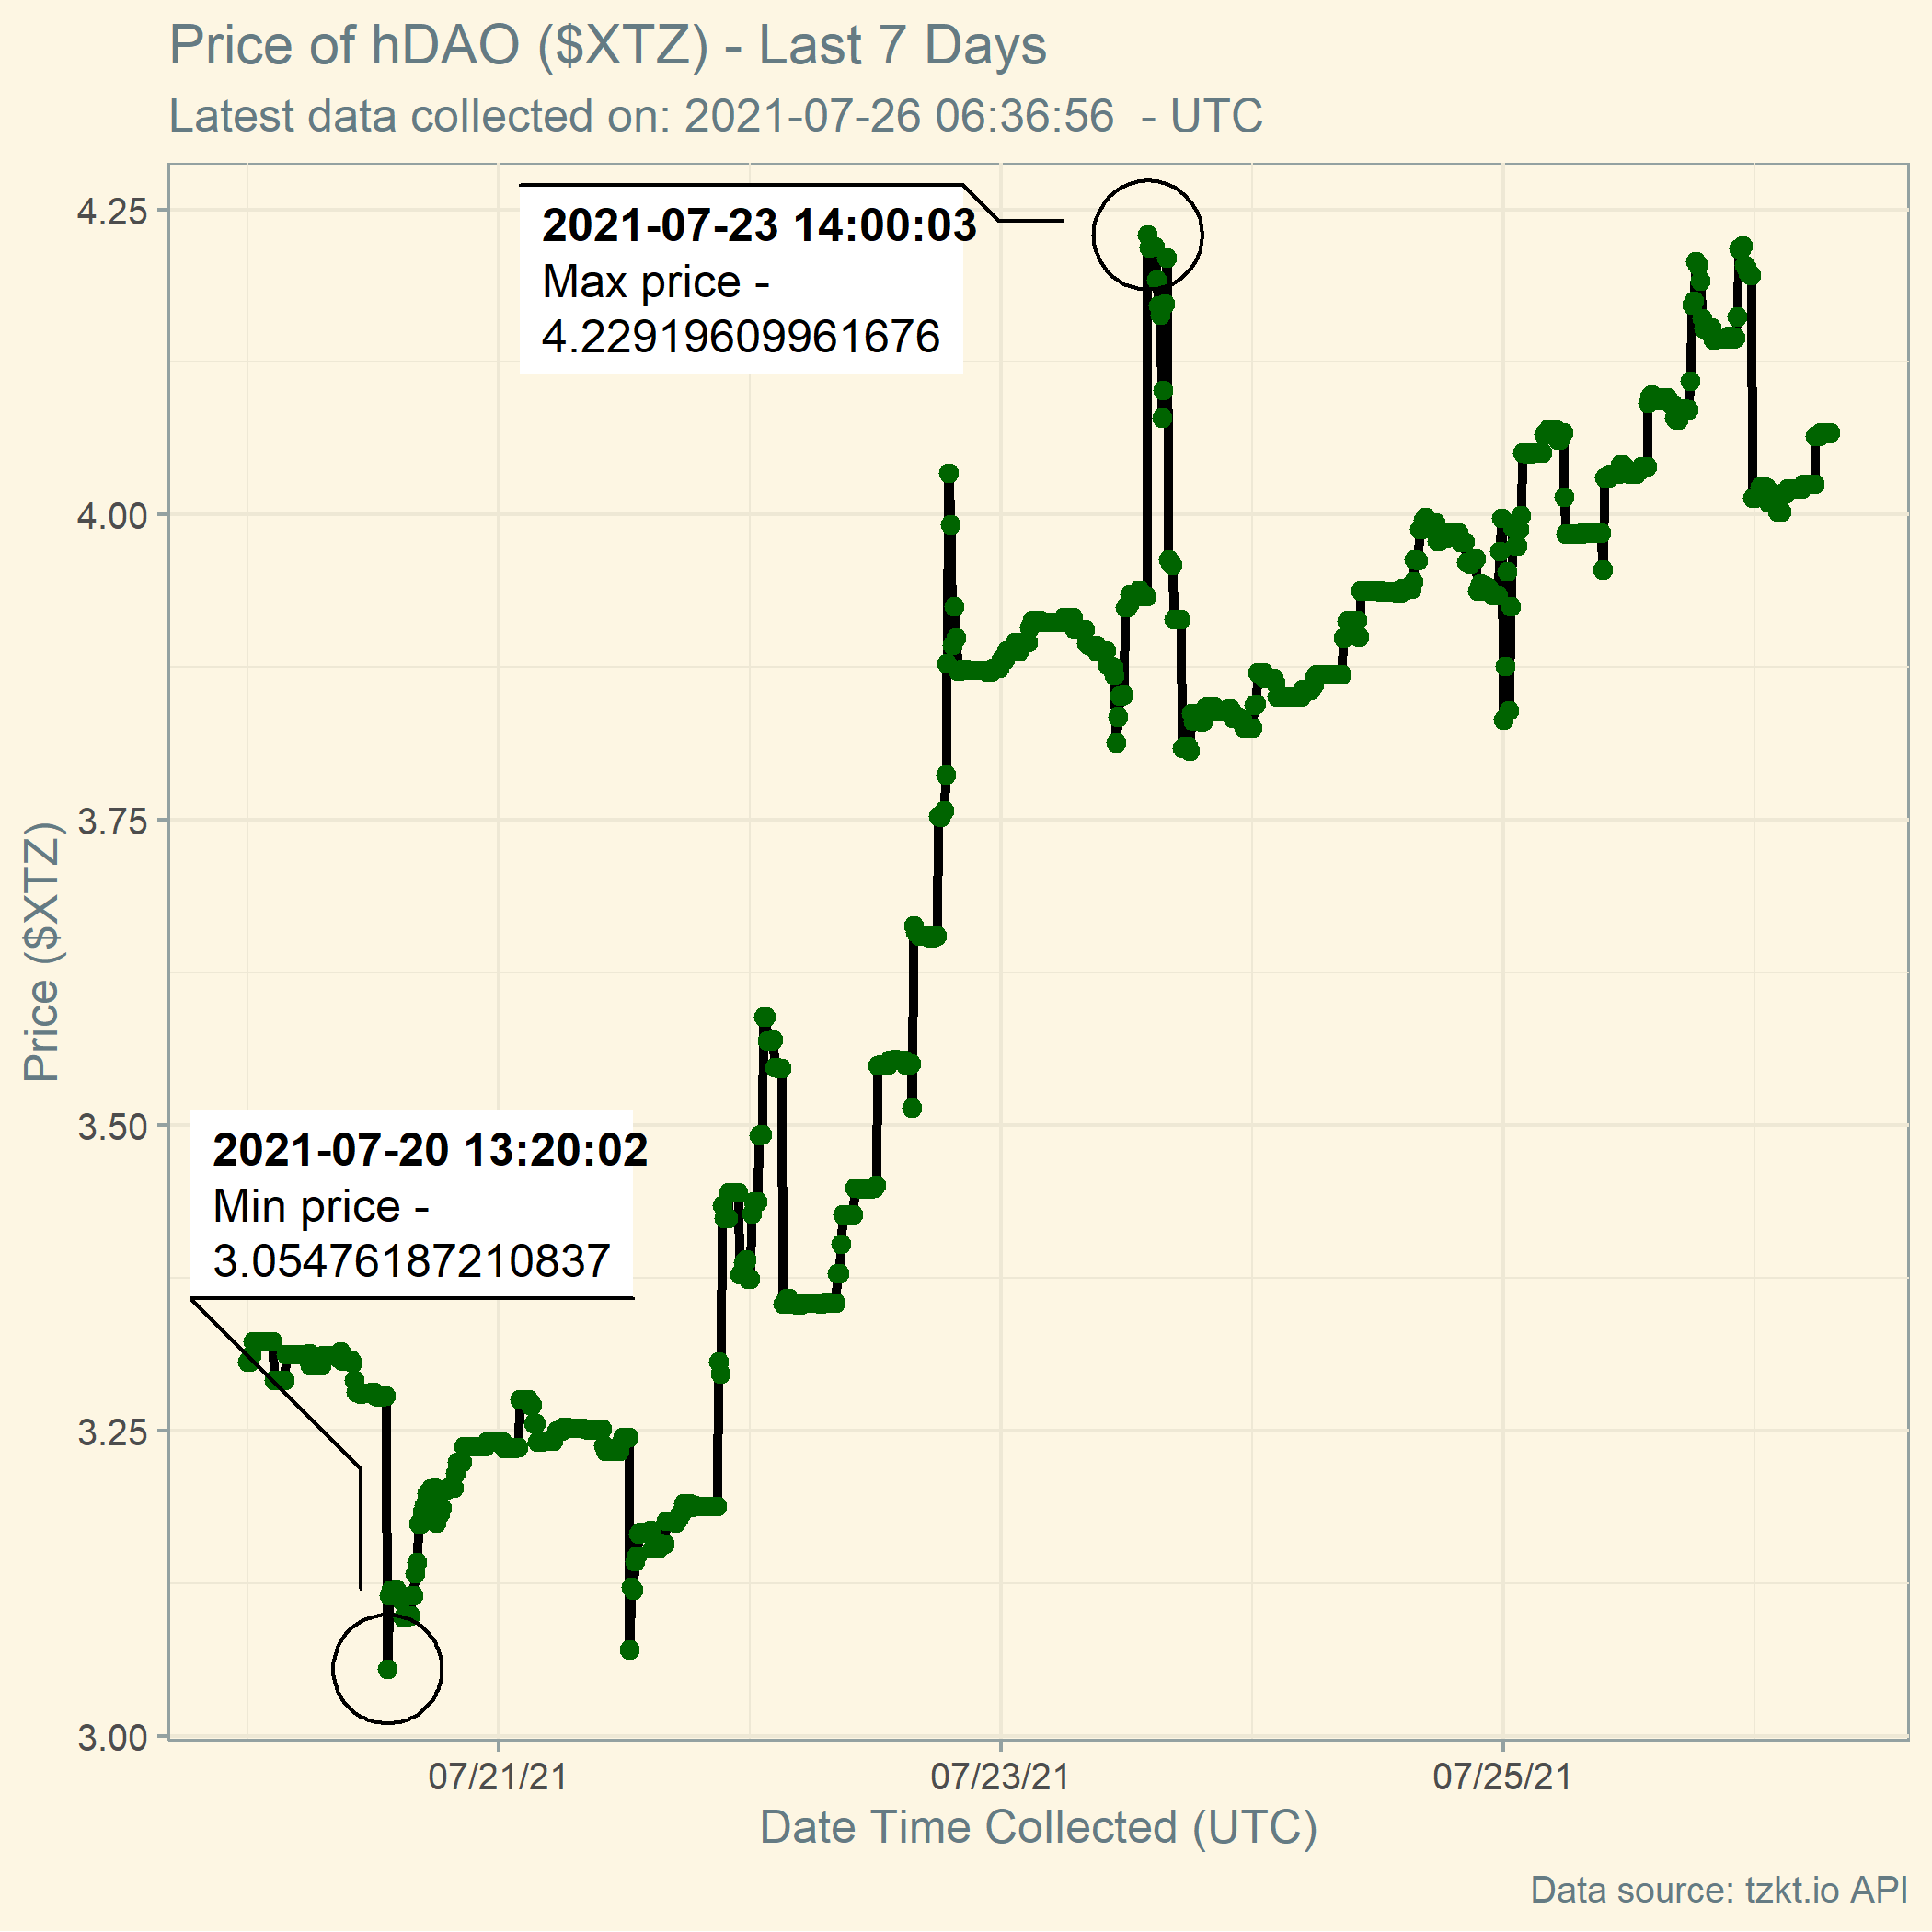 Price of hDAO ($XTZ) - Last 7 Days
Latest data collected on: 2021-07-26 06:36:56  - UTC
4.25
4.00
3.75
3.50
3.25
3.00
Price ($XTZ)
2021-07-23 14:00:03
Max price -
4.22919609961676
2021-07-20 13:20:02
Min price -
3.05476187210837
07/21/21
07/23/21
07/25/21
Date Time Collected (UTC)
Data source: tzkt.io API